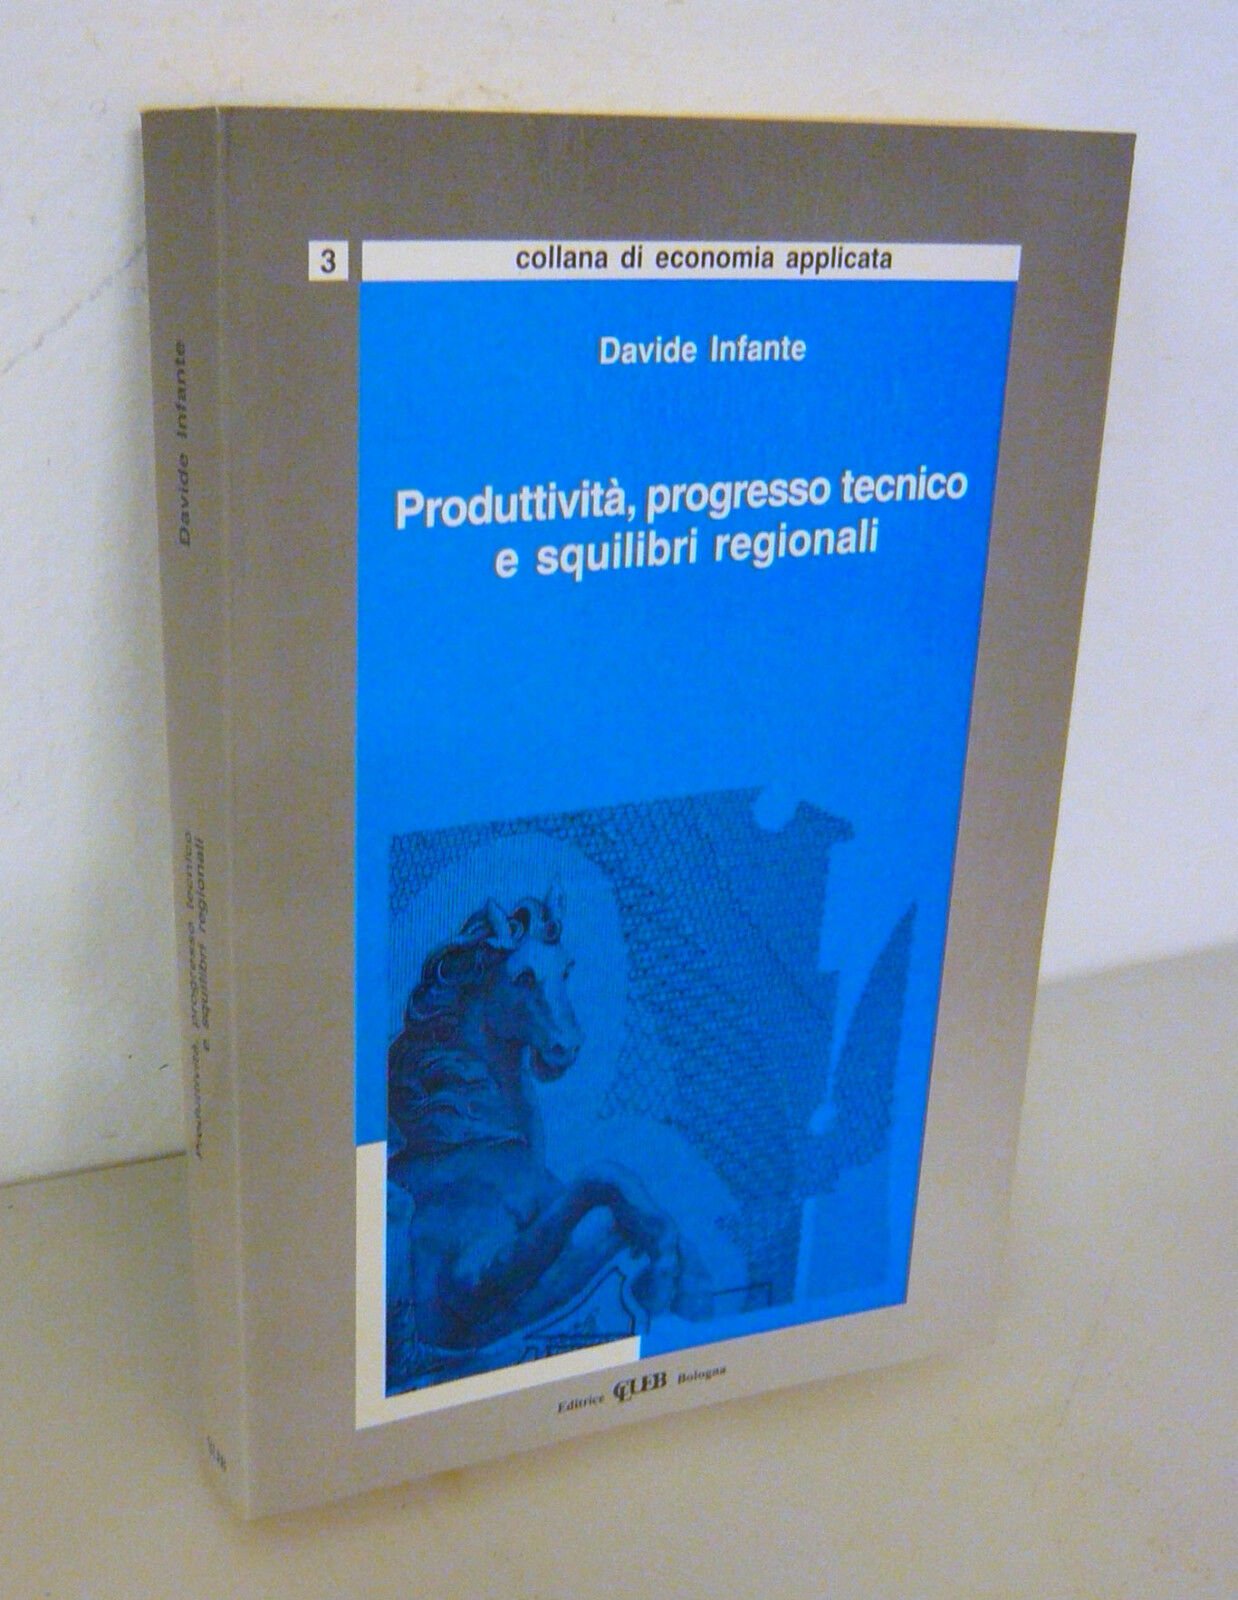 3
collana di economia applicata
Davide Infante
Produttività, progresso tecnico
e squilibri regionali
Editrice CLUEB Bologna
Davide Infante
Produttività, progresso tecnico
e squilibri regionali
CLUEB